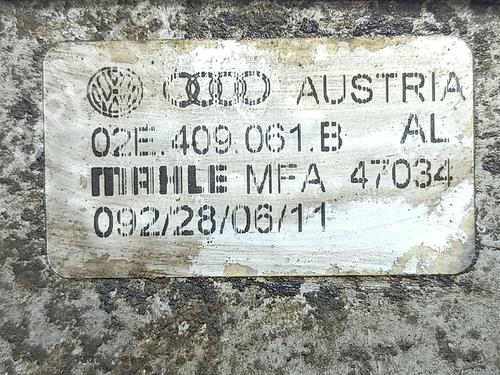 AUSTRIA
02E.409.061.B AL
MAHLE MFA 47034
092/28/06/11